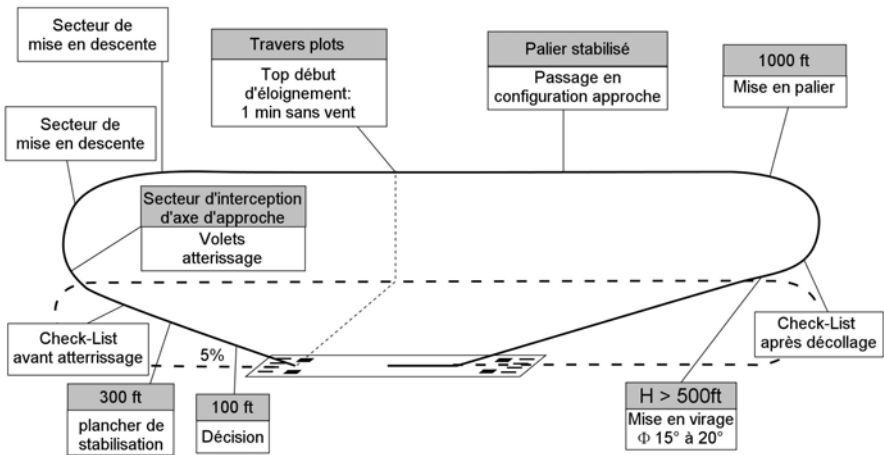 Secteur de
mise en descente
Travers plots
Top début
d'éloignement:
1 min sans vent
Palier stabilisé
Passage en
configuration approche
1000 ft
Mise en palier
Secteur de
mise en descente
Secteur d'interception
d'axe d'approche
Volets
atterissage
Check-List
avant atterrissage
5%
Check-List
après décollage
300 ft
plancher de
stabilisation
100 ft
Décision
H > 500ft
Mise en virage
Φ 15° à 20°